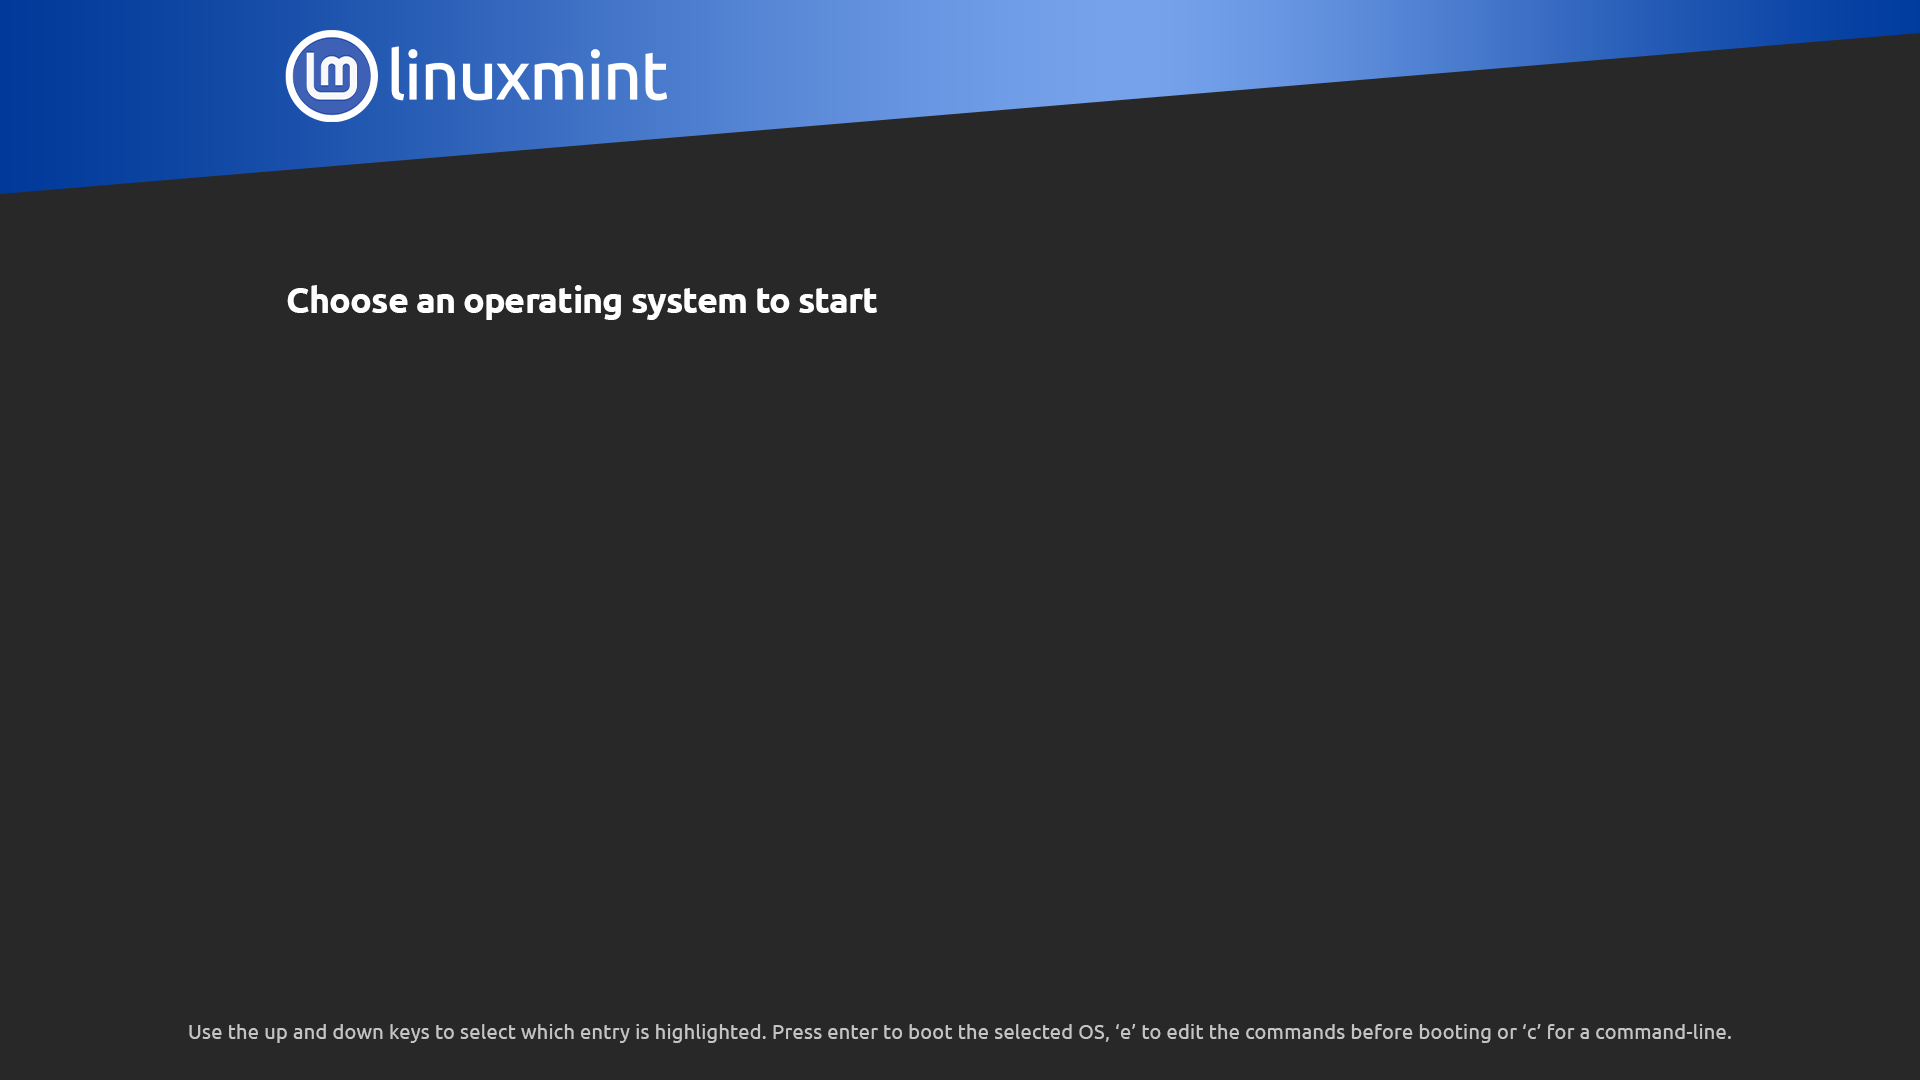 linuxmint
Choose an operating system to start
Use the up and down keys to select which entry is highlighted. Press enter to boot the selected OS, ‘e’ to edit the commands before booting or ‘c’ for a command-line.